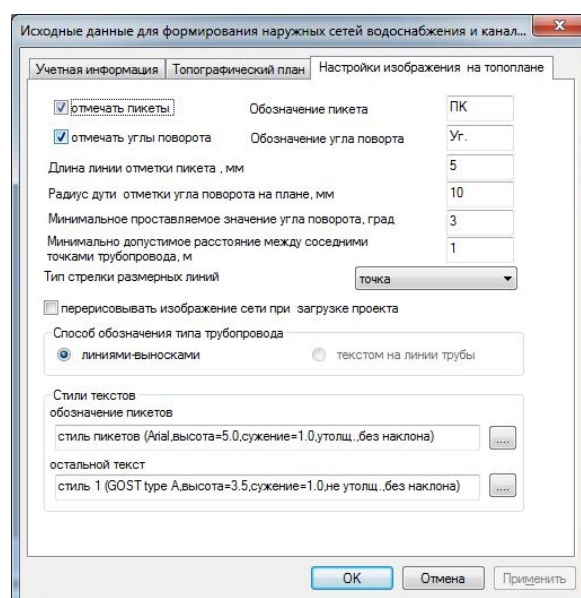 Исходные данные для формирования наружных сетей водоснабжения и канал...
Учетная информация Топографический план Настройки изображения на топоплане
отмечать пикеты Обозначение пикета ПК
отмечать углы поворота Обозначение угла поворта Уг.
Длина линии отметки пикета , мм 5
Радиус дути отметки угла поворота на плане, мм 10
Минимальное проставляемое значение угла поворота, град 3
Минимально допустимое расстояние между соседними
точками трубопровода, м 1
Тип стрелки размерных линий точка
перерисовывать изображение сети при загрузке проекта
Способ обозначения типа трубопровода
линиями-выносками текстом на линии трубы
Стили текстов
обозначение пикетов
стиль пикетов (Arial,высота=5.0,сужение=1.0,утолщ.,без наклона) ....
остальной текст
стиль 1 (GOST type A,высота=3.5,сужение=1.0,не утолщ.,без наклона) ....
OK Отмена Применить